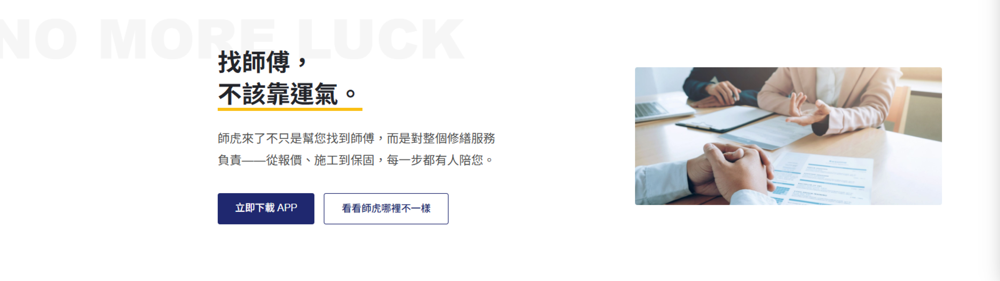 NO MORE LUCK
找師傅，
不該靠運氣。
師虎來了不只是幫您找到師傅，而是對整個修繕服務
負責——從報價、施工到保固，每一步都有人陪您。
立即下載 APP
看看師虎哪裡不一樣